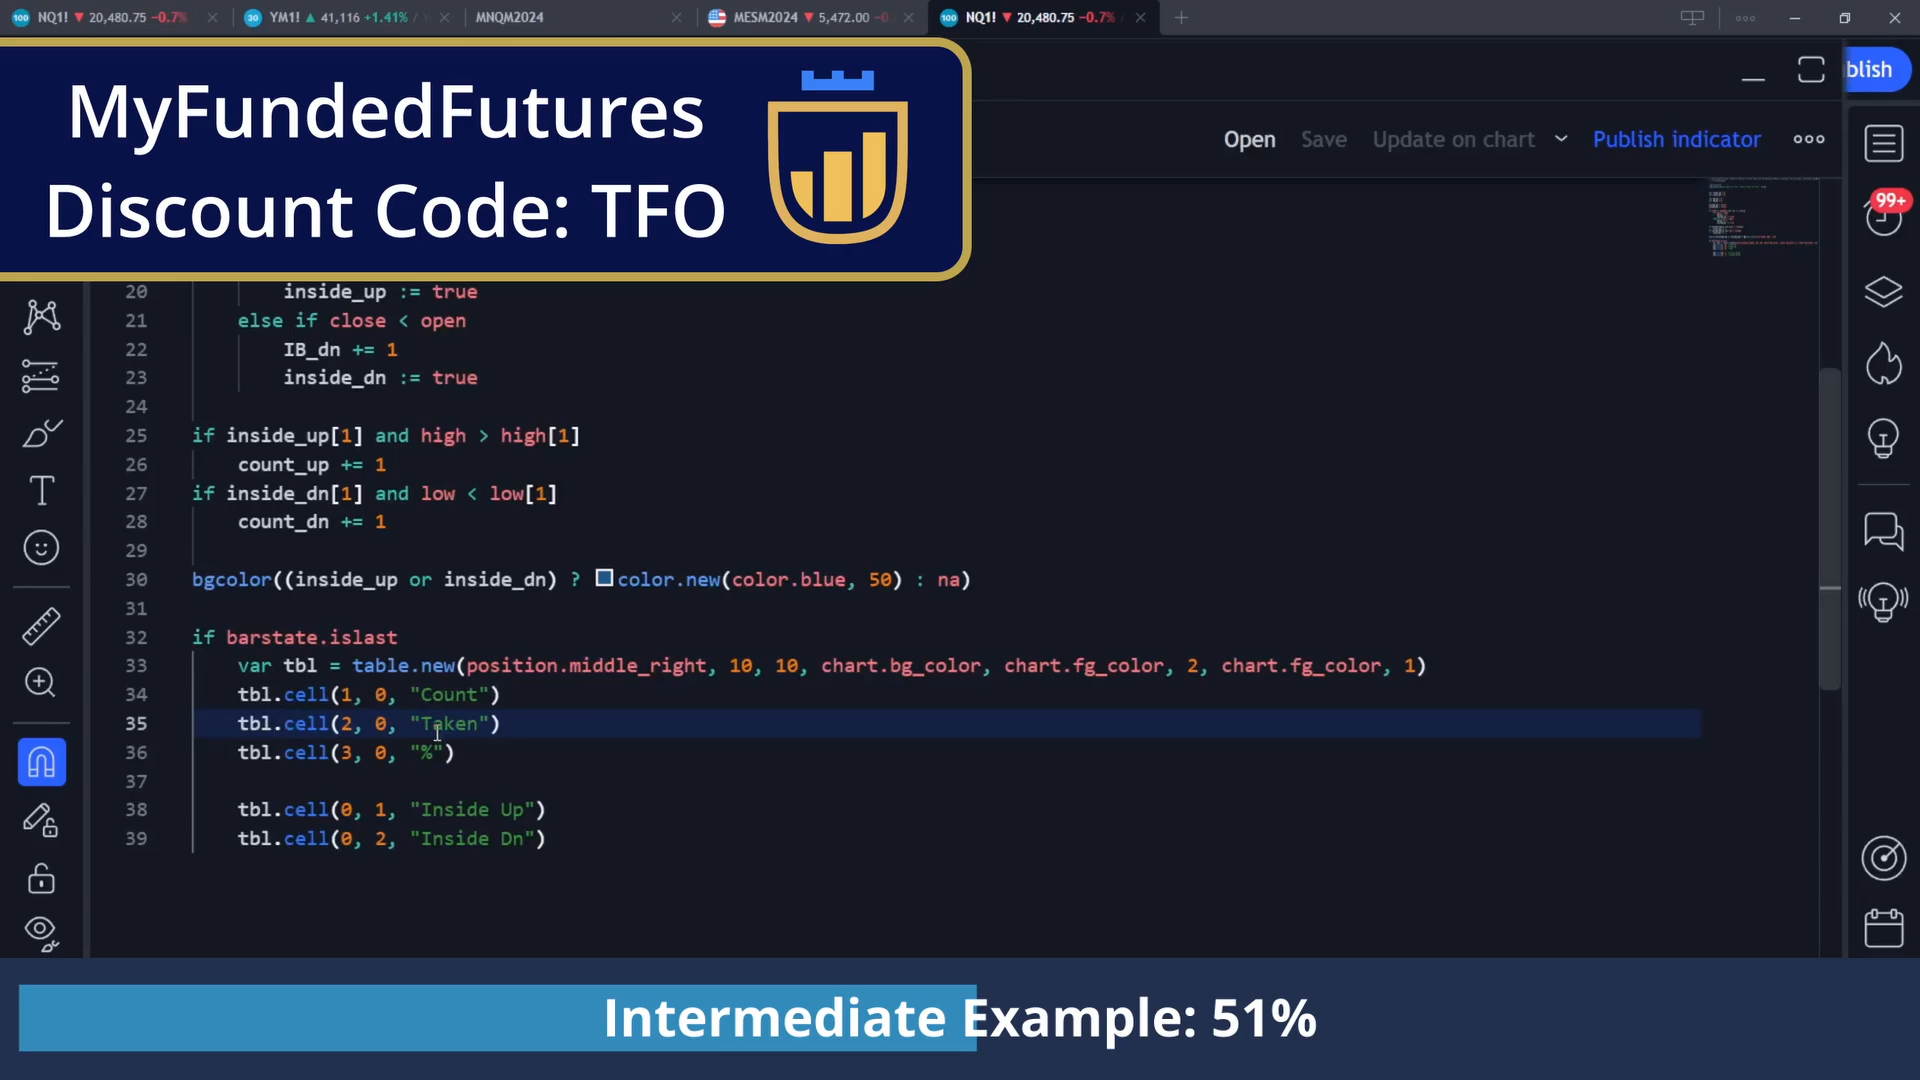 NQ1! ▼ 20,480.75 −0.7%
YM1! ▲ 41,116 +1.41% /
MNQM2024
MESM2024 ▼ 5,472.00 −0
NQ1! ▼ 20,480.75 −0.7%
MyFundedFutures
Discount Code: TFO
blish
Open Save Update on chart Publish indicator
99+
20 inside_up := true
21 else if close < open
22 IB_dn += 1
23 inside_dn := true
24
25 if inside_up[1] and high > high[1]
26 count_up += 1
27 if inside_dn[1] and low < low[1]
28 count_dn += 1
29
30 bgcolor((inside_up or inside_dn) ? color.new(color.blue, 50) : na)
31
32 if barstate.islast
33 var tbl = table.new(position.middle_right, 10, 10, chart.bg_color, chart.fg_color, 2, chart.fg_color, 1)
34 tbl.cell(1, 0, "Count")
35 tbl.cell(2, 0, "Taken")
36 tbl.cell(3, 0, "%")
37
38 tbl.cell(0, 1, "Inside Up")
39 tbl.cell(0, 2, "Inside Dn")
Intermediate Example: 51%